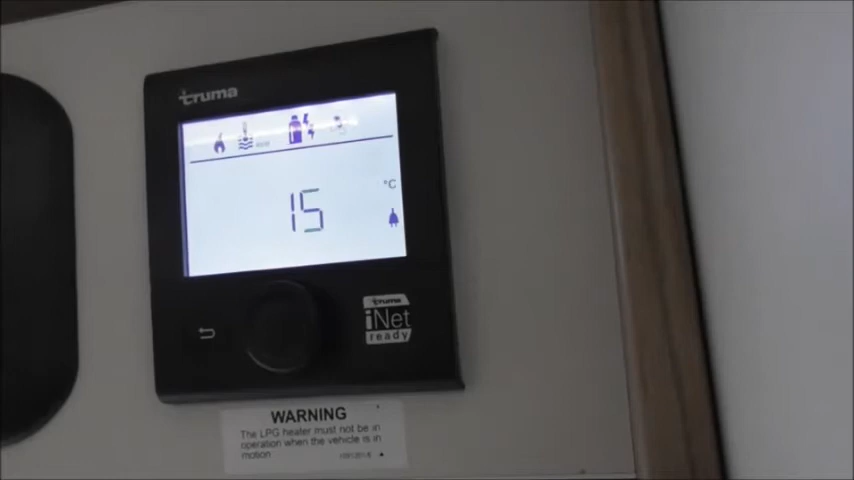 truma
15
°C
truma
iNet
ready
WARNING
The LPG heater must not be in
operation when the vehicle is in
motion